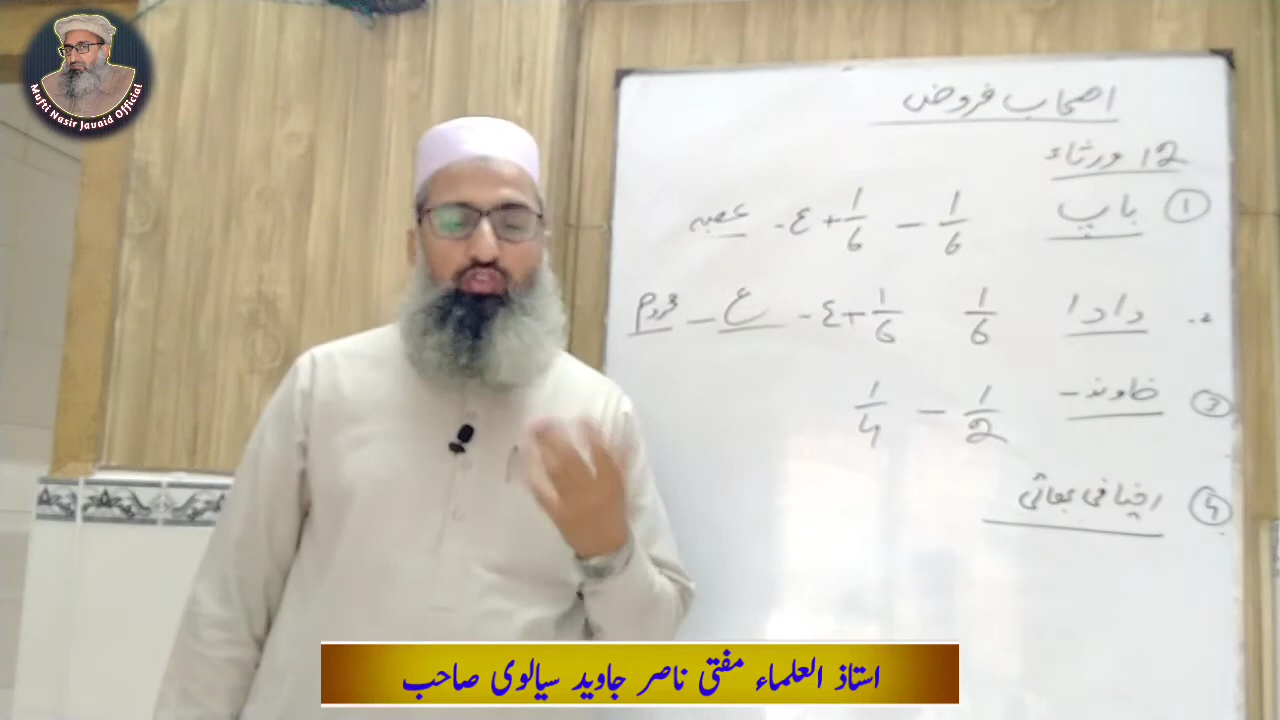 Mufti Nasir Javaid Official
اصحاب فروض
12 ورثاء
① باپ 1/6 – 1/6 + ع - عصبہ
2- دادا 1/6 1/6 + ع - ع – محروم
③ خاوند – 1/2 – 1/4
④ اخیافی بھائی
استاذ العلماء مفتی ناصر جاوید سیالوی صاحب